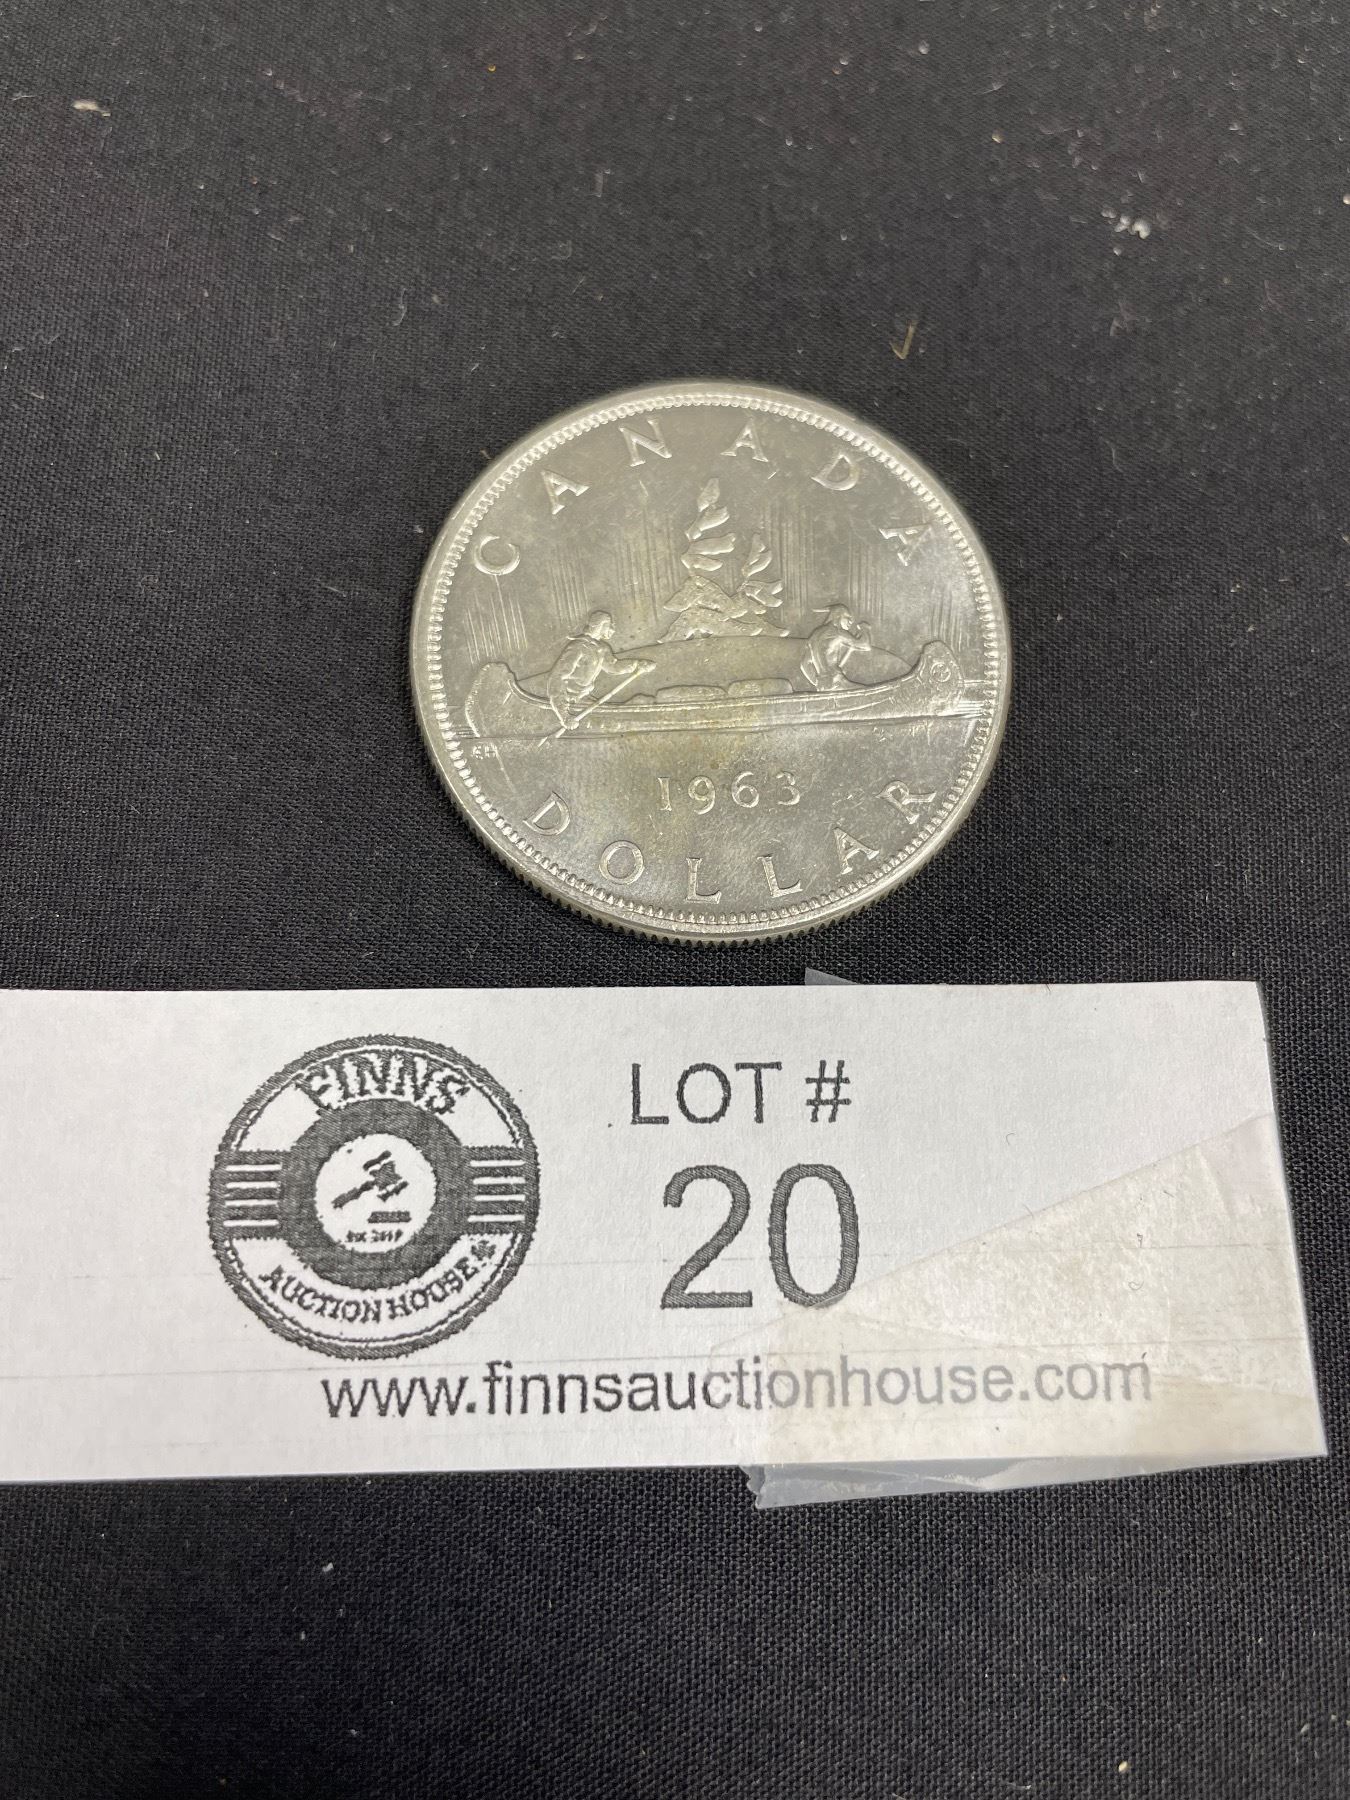 CANADA
1963
DOLLAR
FINNS
AUCTION HOUSE
LOT #
20
www.finnsauctionhouse.com